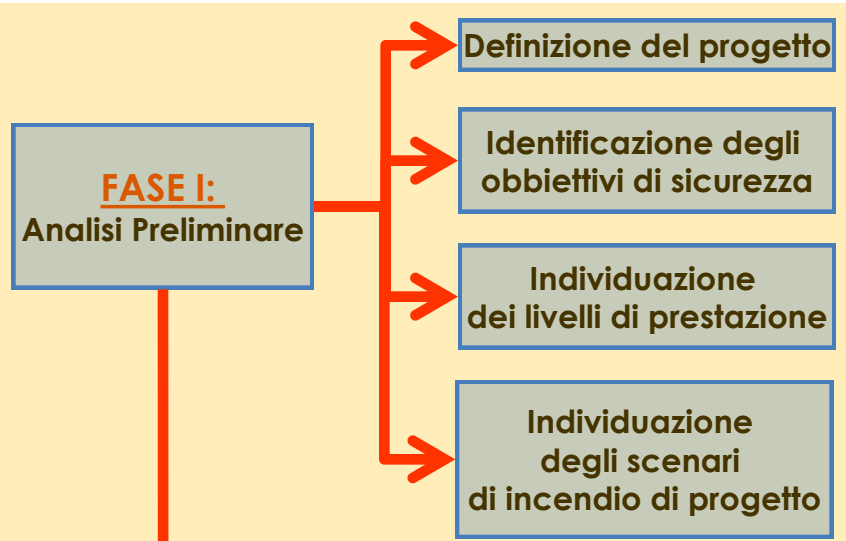 FASE I:
Analisi Preliminare
Definizione del progetto
Identificazione degli
obbiettivi di sicurezza
Individuazione
dei livelli di prestazione
Individuazione
degli scenari
di incendio di progetto